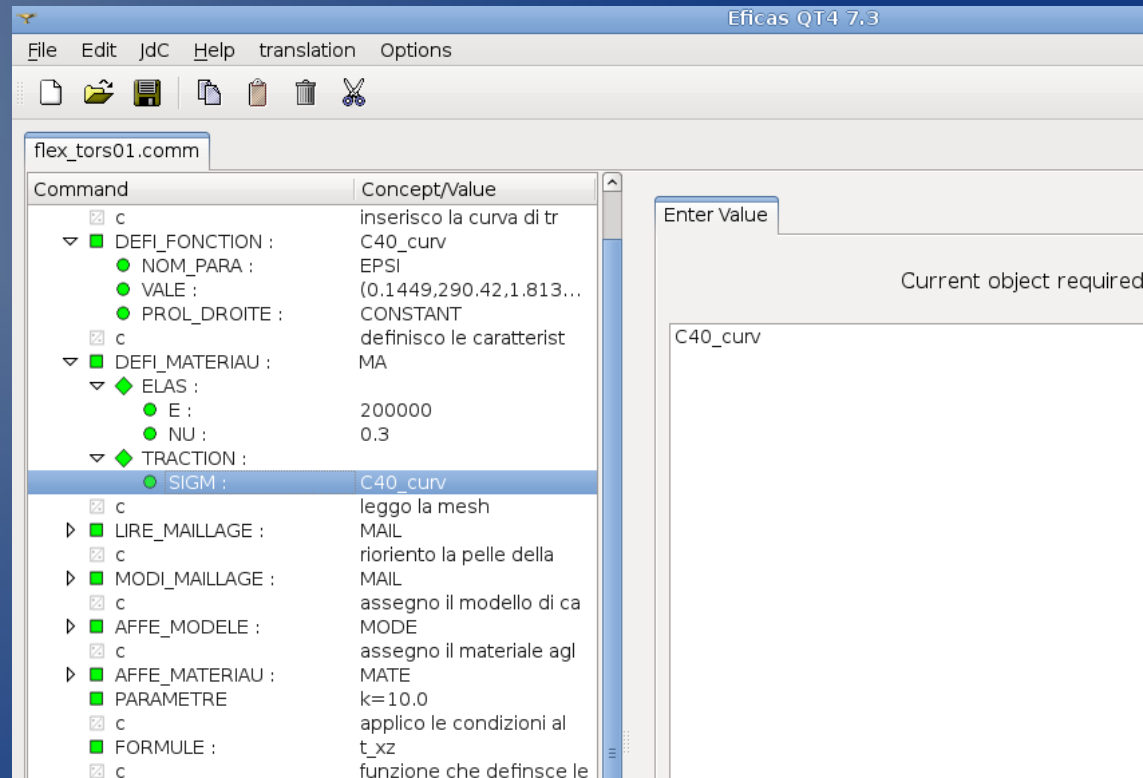 Eficas QT4 7.3
File Edit JdC Help translation Options
flex_tors01.comm
Command Concept/Value
c inserisco la curva di tr
DEFI_FONCTION : C40_curv
NOM_PARA : EPSI
VALE : (0.1449,290.42,1.813...
PROL_DROITE : CONSTANT
c definisco le caratterist
DEFI_MATERIAU : MA
ELAS :
E : 200000
NU : 0.3
TRACTION :
SIGM : C40_curv
c leggo la mesh
LIRE_MAILLAGE : MAIL
c rioriento la pelle della
MODI_MAILLAGE : MAIL
c assegno il modello di ca
AFFE_MODELE : MODE
c assegno il materiale agl
AFFE_MATERIAU : MATE
PARAMETRE k=10.0
c applico le condizioni al
FORMULE : t_xz
c funzione che definsce le
Enter Value
Current object required
C40_curv